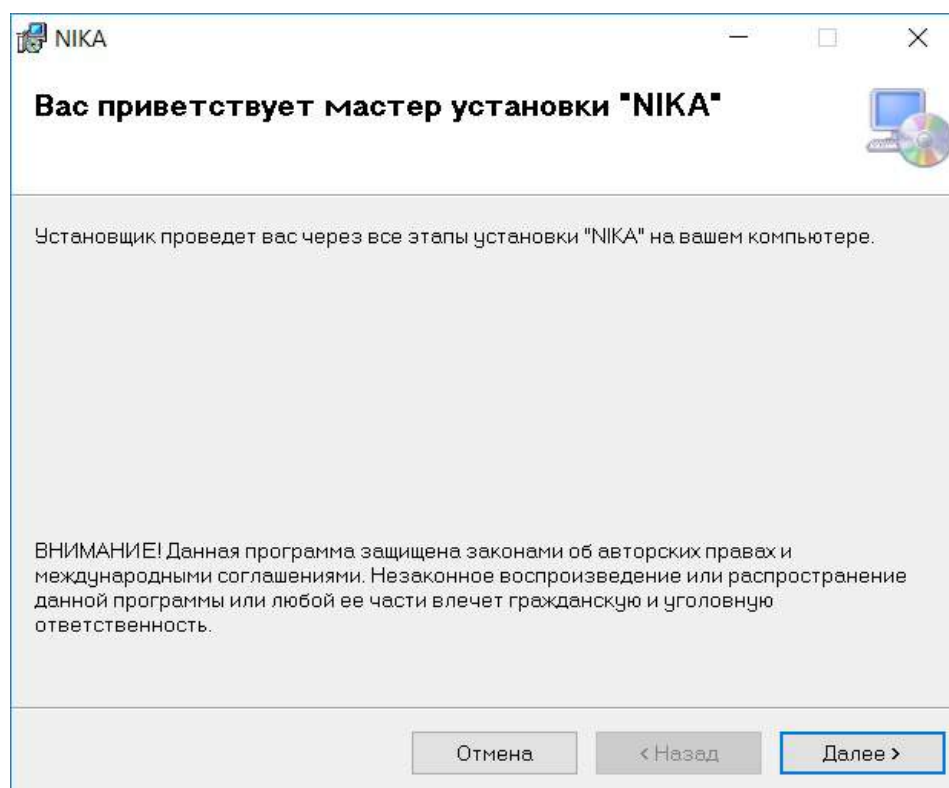 NIKA
Вас приветствует мастер установки "NIKA"
Установщик проведет вас через все этапы установки "NIKA" на вашем компьютере.
ВНИМАНИЕ! Данная программа защищена законами об авторских правах и
международными соглашениями. Незаконное воспроизведение или распространение
данной программы или любой ее части влечет гражданскую и уголовную
ответственность.
Отмена
< Назад
Далее >